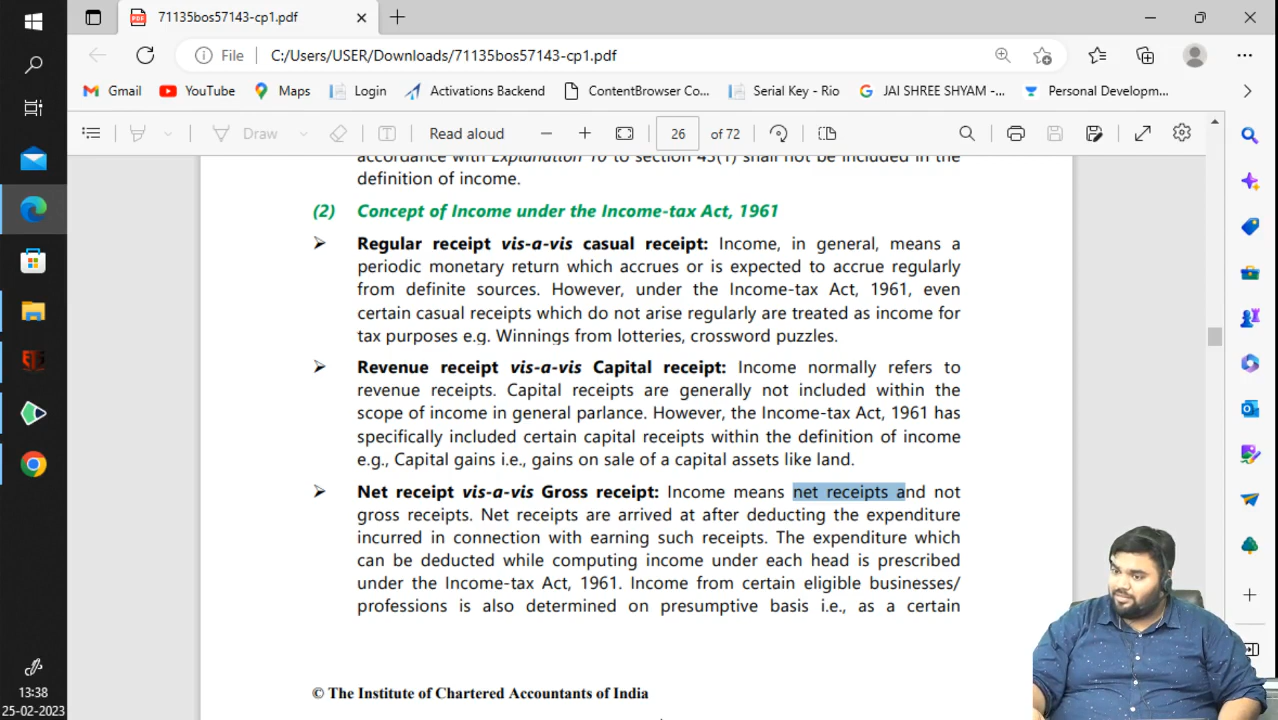 71135bos57143-cp1.pdf
File C:/Users/USER/Downloads/71135bos57143-cp1.pdf
Gmail YouTube Maps Login Activations Backend ContentBrowser Co... Serial Key - Rio JAI SHREE SHYAM -... Personal Developm...
Draw Read aloud 26 of 72
accordance with Explanation 10 to section 43(1) shall not be included in the
definition of income.
(2) Concept of Income under the Income-tax Act, 1961
Regular receipt vis-a-vis casual receipt: Income, in general, means a
periodic monetary return which accrues or is expected to accrue regularly
from definite sources. However, under the Income-tax Act, 1961, even
certain casual receipts which do not arise regularly are treated as income for
tax purposes e.g. Winnings from lotteries, crossword puzzles.
Revenue receipt vis-a-vis Capital receipt: Income normally refers to
revenue receipts. Capital receipts are generally not included within the
scope of income in general parlance. However, the Income-tax Act, 1961 has
specifically included certain capital receipts within the definition of income
e.g., Capital gains i.e., gains on sale of a capital assets like land.
Net receipt vis-a-vis Gross receipt: Income means net receipts and not
gross receipts. Net receipts are arrived at after deducting the expenditure
incurred in connection with earning such receipts. The expenditure which
can be deducted while computing income under each head is prescribed
under the Income-tax Act, 1961. Income from certain eligible businesses/
professions is also determined on presumptive basis i.e., as a certain
© The Institute of Chartered Accountants of India
13:38
25-02-2023